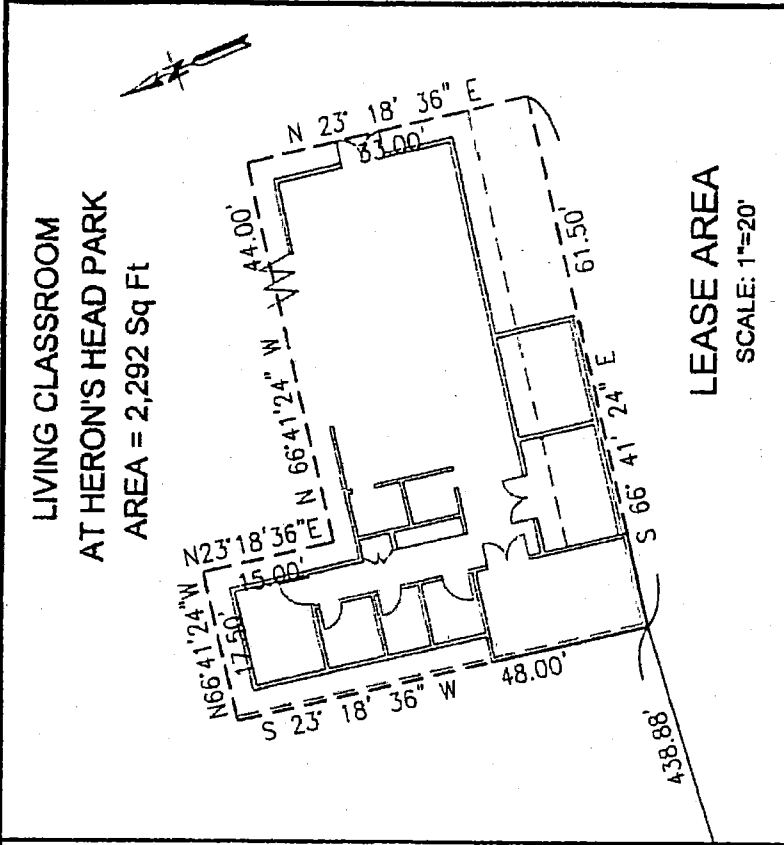 LIVING CLASSROOM
AT HERON'S HEAD PARK
AREA = 2,292 Sq Ft
N
N 23° 18' 36" E
33.00'
44.00'
N 66°41'24" W
N23°18'36"E
15.00'
N66°41'24"W
17.50'
S 23° 18' 36" W
48.00'
61.50'
S 66° 41' 24" E
438.88'
LEASE AREA
SCALE: 1"=20'